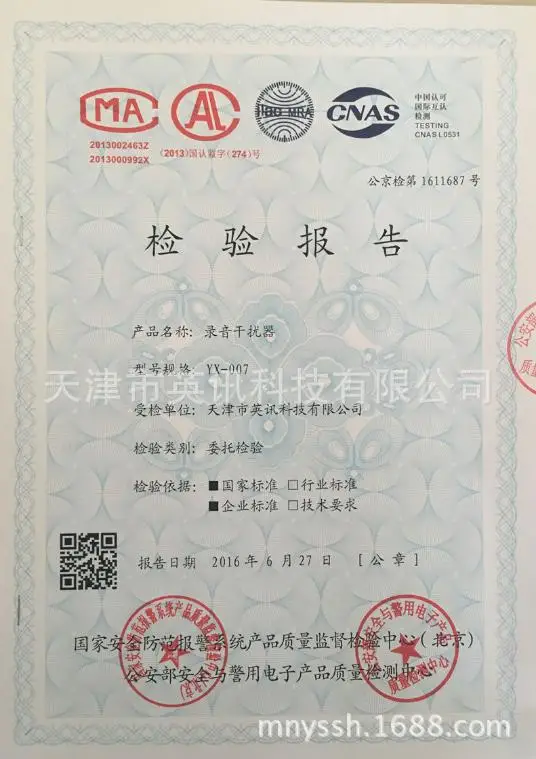 MA
AL
ILAC-MRA
CNAS
中国认可
国际互认
检测
TESTING
CNAS L0531
2013002463Z
2013000992X
(2013)国认监字(274)号
公京检第 1611687 号
检验报告
产品名称: 录音干扰器
型号规格: YX-007
天津市英讯科技有限公司
受检单位: 天津市英讯科技有限公司
检验类别: 委托检验
检验依据: ■国家标准 □行业标准
■企业标准 □技术要求
报告日期 2016 年 6 月 27 日 [公章]
国家安全防范报警系统产品质量监督检验中心(北京)
公安部安全与警用电子产品质量检测中心
mnyssh.1688.com